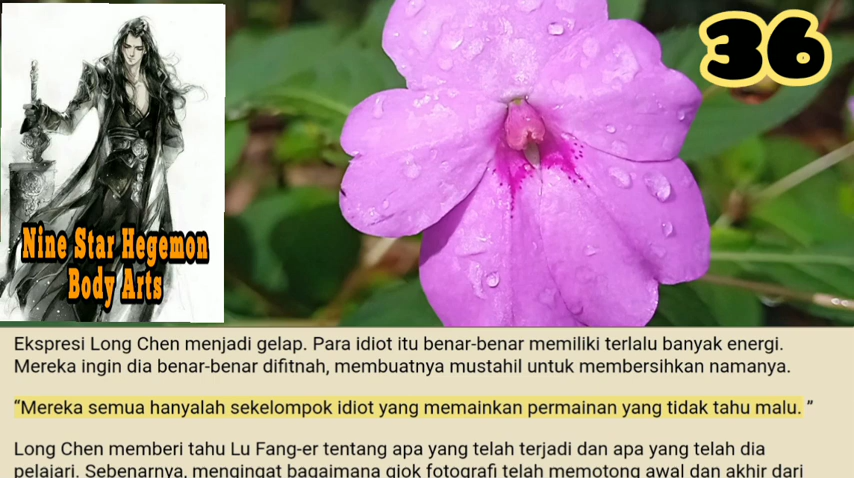 36
Nine Star Hegemon
Body Arts
Ekspresi Long Chen menjadi gelap. Para idiot itu benar-benar memiliki terlalu banyak energi.
Mereka ingin dia benar-benar difitnah, membuatnya mustahil untuk membersihkan namanya.
“Mereka semua hanyalah sekelompok idiot yang memainkan permainan yang tidak tahu malu. ”
Long Chen memberi tahu Lu Fang-er tentang apa yang telah terjadi dan apa yang telah dia
pelajari. Sebenarnya, mengingat bagaimana giok fotografi telah memotong awal dan akhir dari